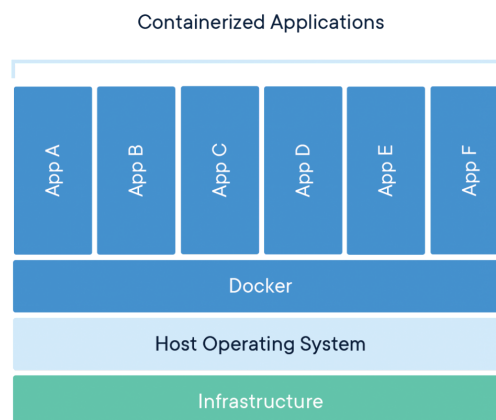 Containerized Applications
App A
App B
App C
App D
App E
App F
Docker
Host Operating System
Infrastructure